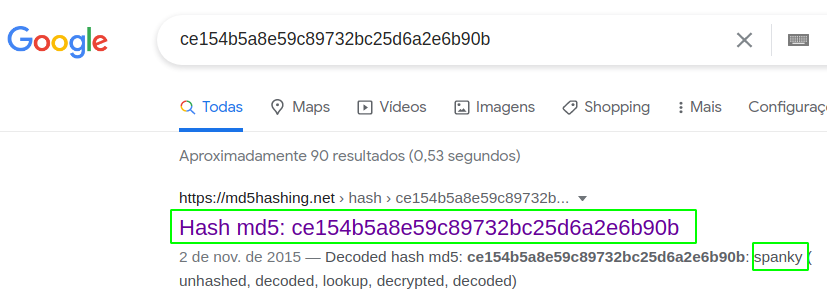 Google
ce154b5a8e59c89732bc25d6a2e6b90b
Todas Maps Vídeos Imagens Shopping Mais Configuraç
Aproximadamente 90 resultados (0,53 segundos)
https://md5hashing.net › hash › ce154b5a8e59c89732b...
Hash md5: ce154b5a8e59c89732bc25d6a2e6b90b
2 de nov. de 2015 — Decoded hash md5: ce154b5a8e59c89732bc25d6a2e6b90b: spanky (
unhashed, decoded, lookup, decrypted, decoded)